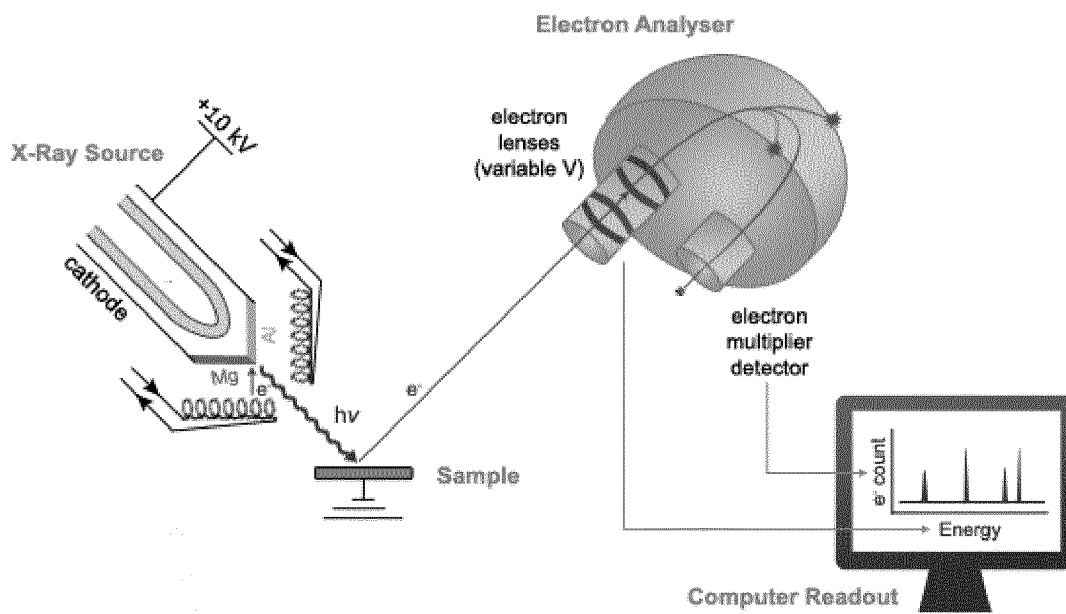 Electron Analyser
+10 kV
X-Ray Source
electron
lenses
(variable V)
cathode
Al
Mg
e⁻
hν
e⁻
Sample
electron
multiplier
detector
e⁻ count
Energy
Computer Readout